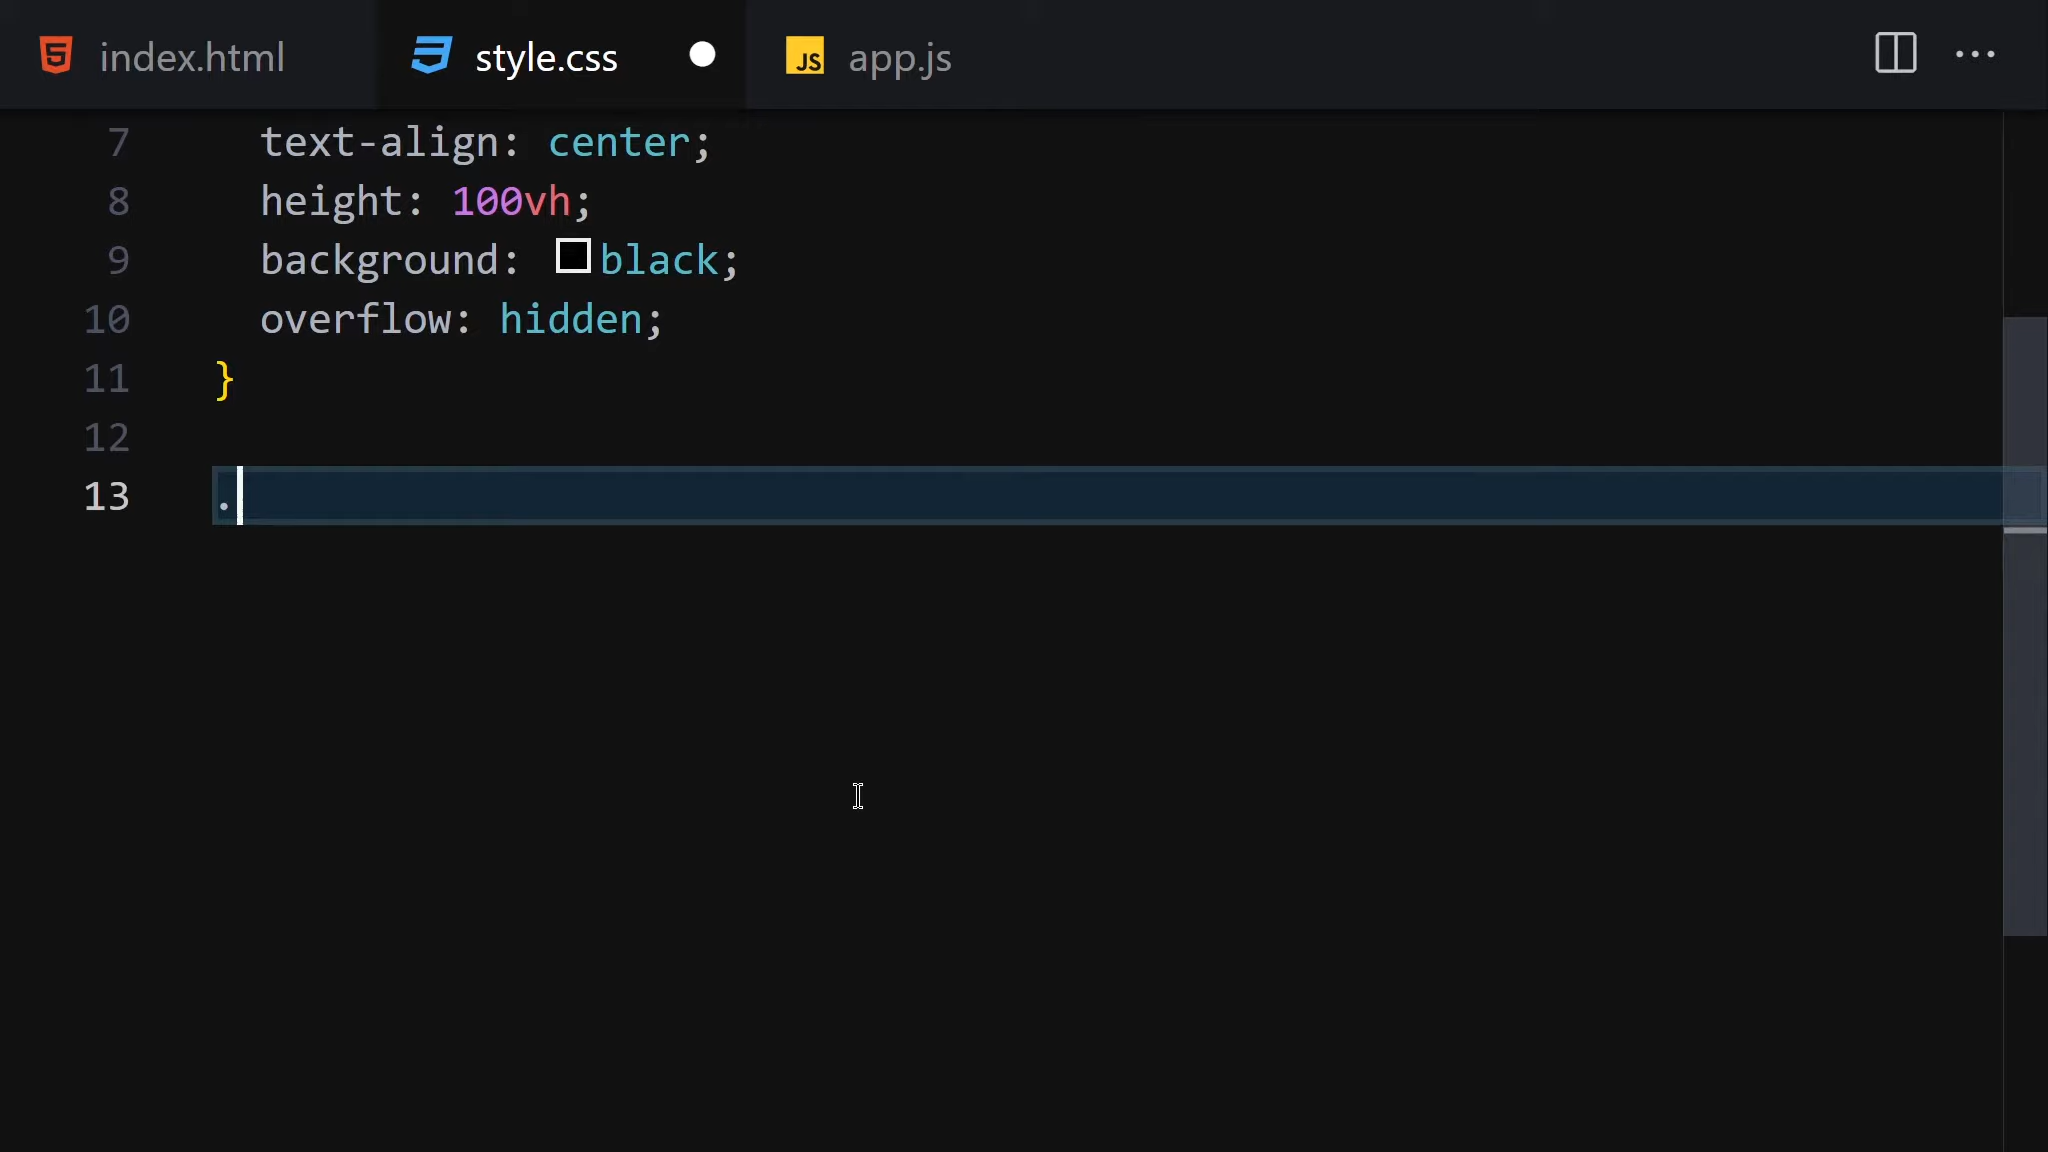 index.html style.css JS app.js
7 text-align: center;
8 height: 100vh;
9 background: black;
10 overflow: hidden;
11 }
12
13 .